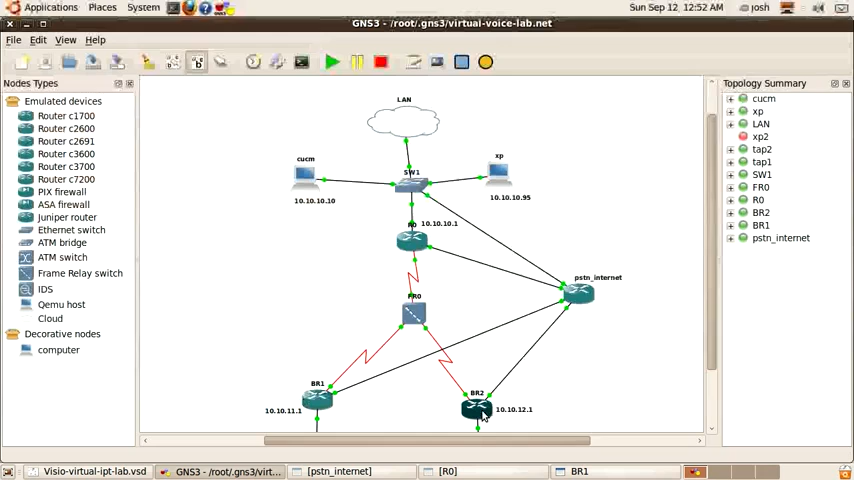 Applications Places System
Sun Sep 12, 12:52 AM josh
GNS3 - /root/.gns3/virtual-voice-lab.net
File Edit View Help
Nodes Types
Emulated devices
Router c1700
Router c2600
Router c2691
Router c3600
Router c3700
Router c7200
PIX firewall
ASA firewall
Juniper router
Ethernet switch
ATM bridge
ATM switch
Frame Relay switch
IDS
Qemu host
Cloud
Decorative nodes
computer
LAN
cucm
xp
SW1
10.10.10.10
10.10.10.95
R0
10.10.10.1
pstn_internet
FR0
BR1
10.10.11.1
BR2
10.10.12.1
Topology Summary
cucm
xp
LAN
xp2
tap2
tap1
SW1
FR0
R0
BR2
BR1
pstn_internet
Visio-virtual-ipt-lab.vsd
GNS3 - /root/.gns3/virt...
[pstn_internet]
[R0]
BR1